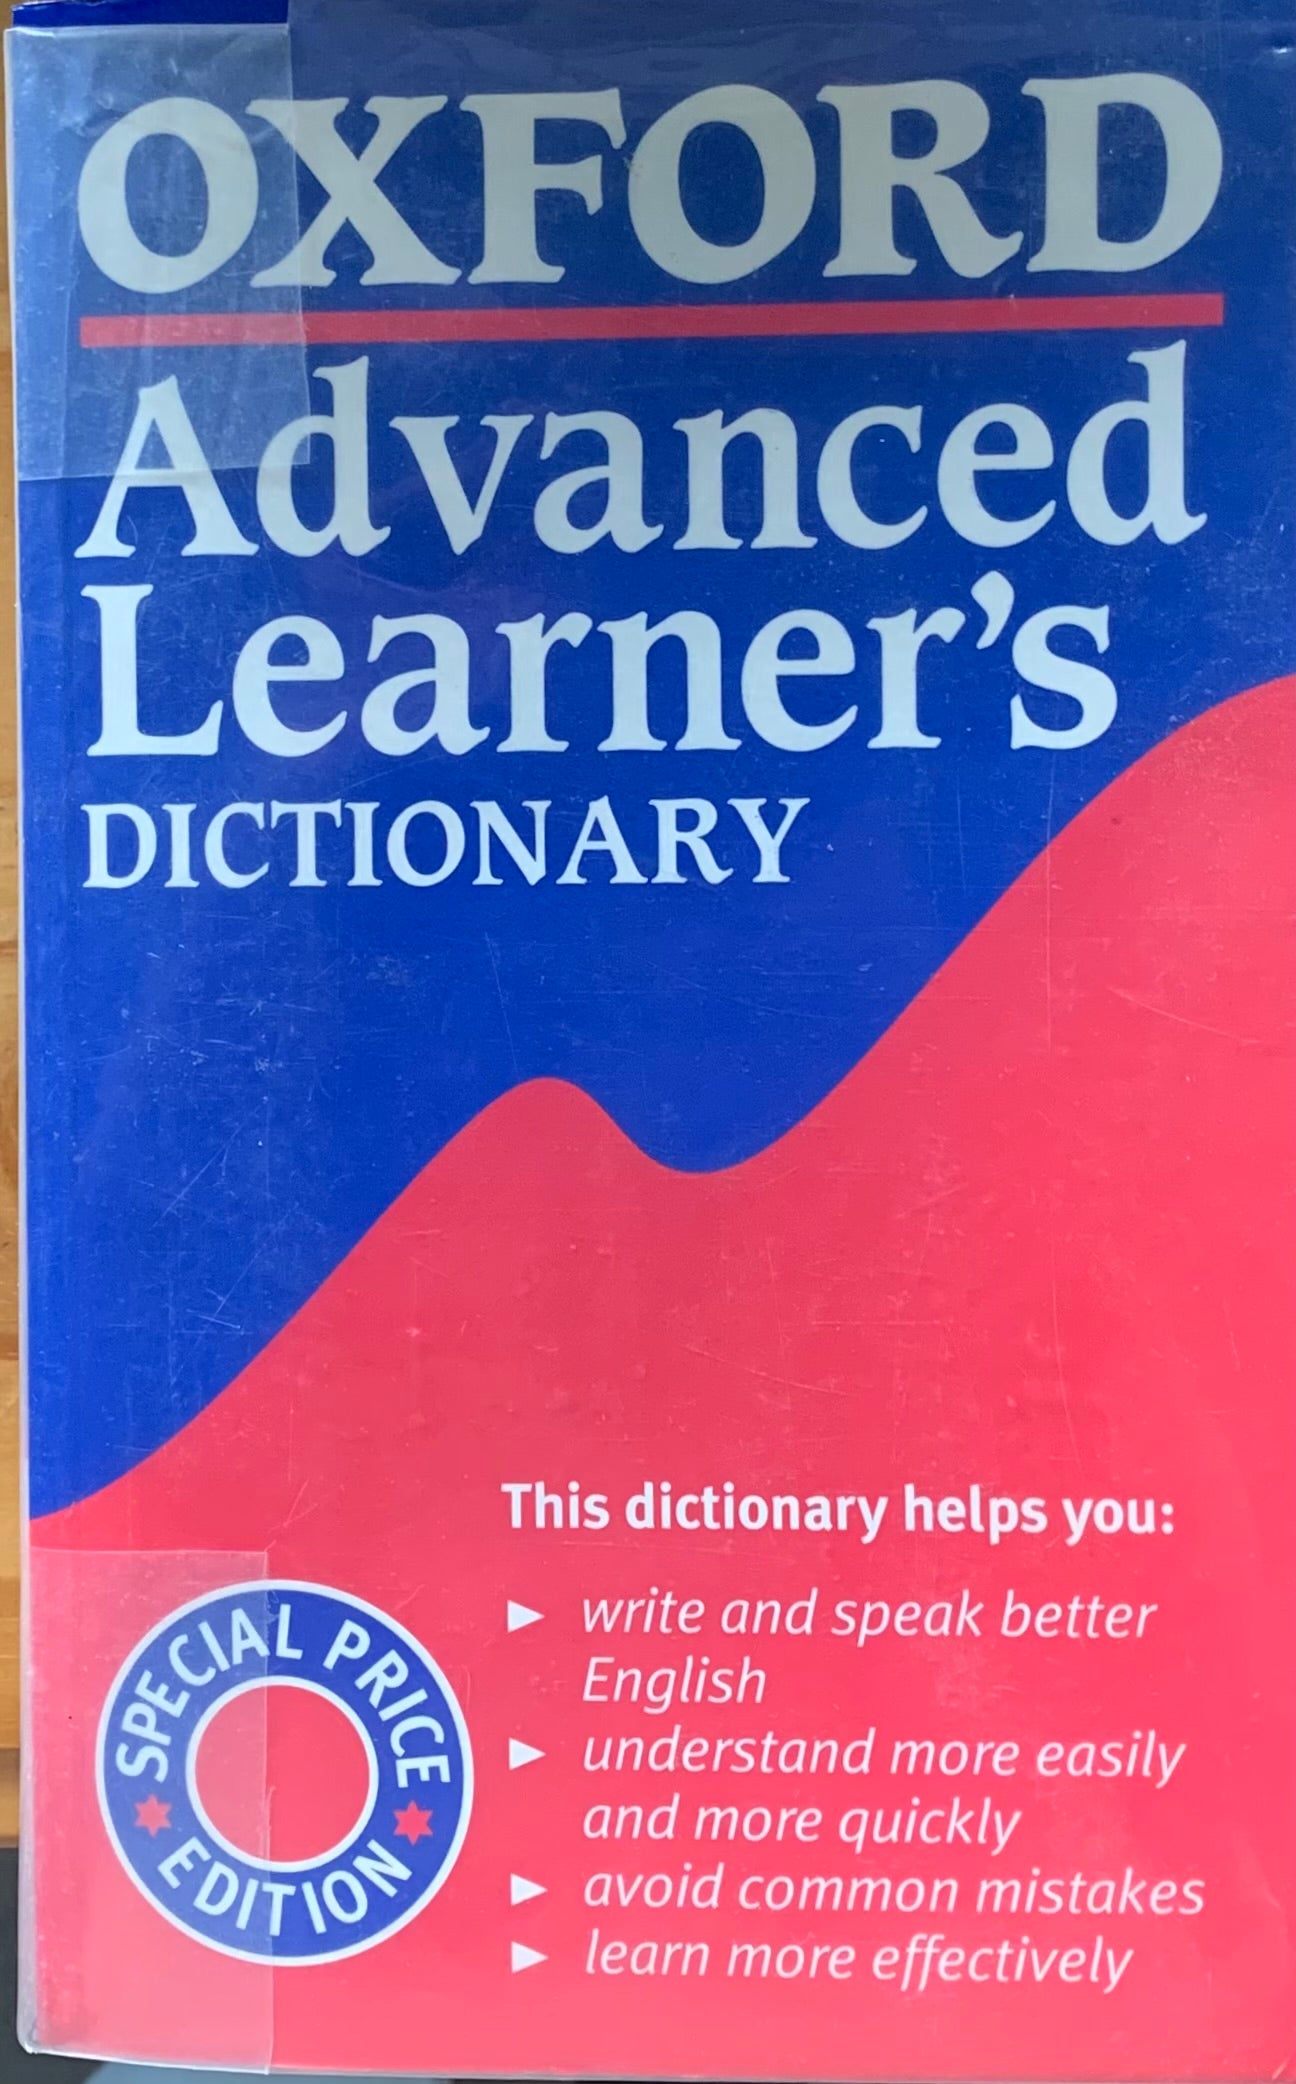 OXFORD
Advanced
Learner's
DICTIONARY
This dictionary helps you:
► write and speak better
English
► understand more easily
and more quickly
► avoid common mistakes
► learn more effectively
SPECIAL PRICE
EDITION